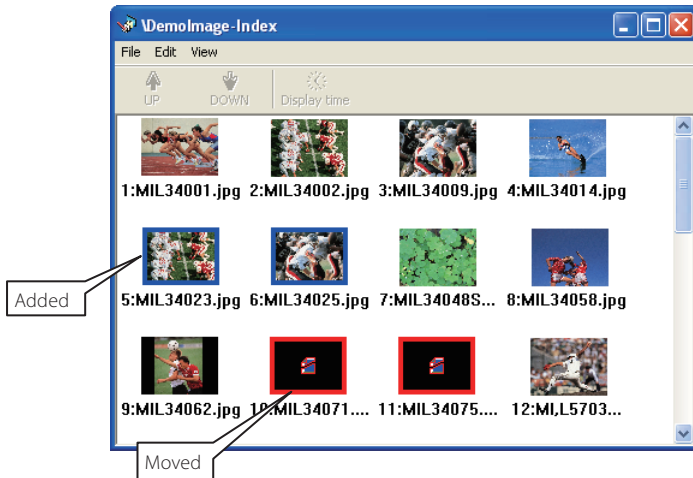 \DemoImage-Index
File Edit View
UP DOWN Display time
1:MIL34001.jpg 2:MIL34002.jpg 3:MIL34009.jpg 4:MIL34014.jpg
Added
5:MIL34023.jpg 6:MIL34025.jpg 7:MIL34048S... 8:MIL34058.jpg
9:MIL34062.jpg 10:MIL34071.... 11:MIL34075.... 12:MI,L5703...
Moved